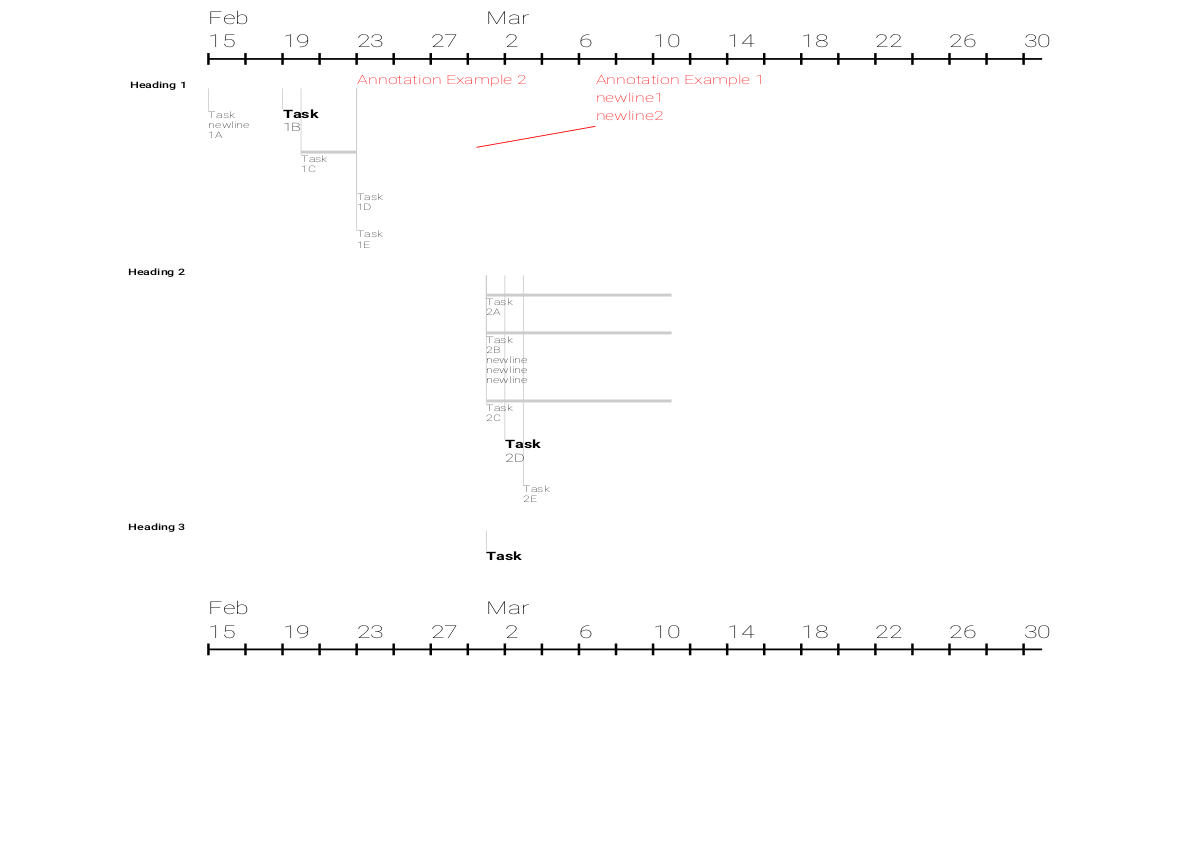 Feb Mar
15 19 23 27 2 6 10 14 18 22 26 30
Heading 1
Annotation Example 2
Annotation Example 1
newline1
newline2
Task
newline
1A
Task
1B
Task
1C
Task
1D
Task
1E
Heading 2
Task
2A
Task
2B
newline
newline
newline
Task
2C
Task
2D
Task
2E
Heading 3
Task
Feb Mar
15 19 23 27 2 6 10 14 18 22 26 30